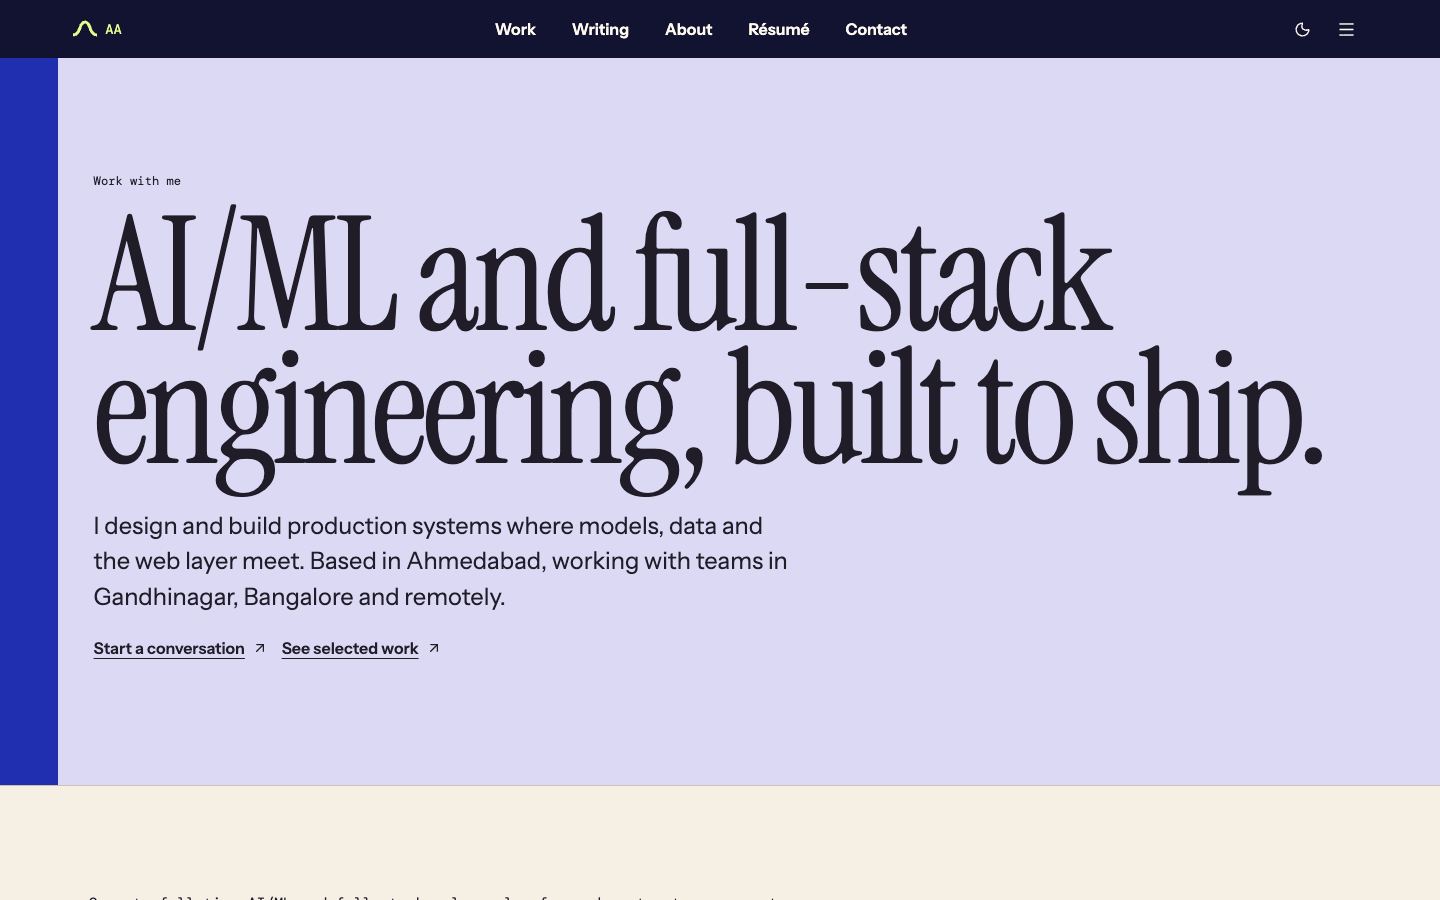 AA
Work
Writing
About
Résumé
Contact
Work with me
AI/ML and full-stack
engineering, built to ship.
I design and build production systems where models, data and
the web layer meet. Based in Ahmedabad, working with teams in
Gandhinagar, Bangalore and remotely.
Start a conversation ↗ See selected work ↗